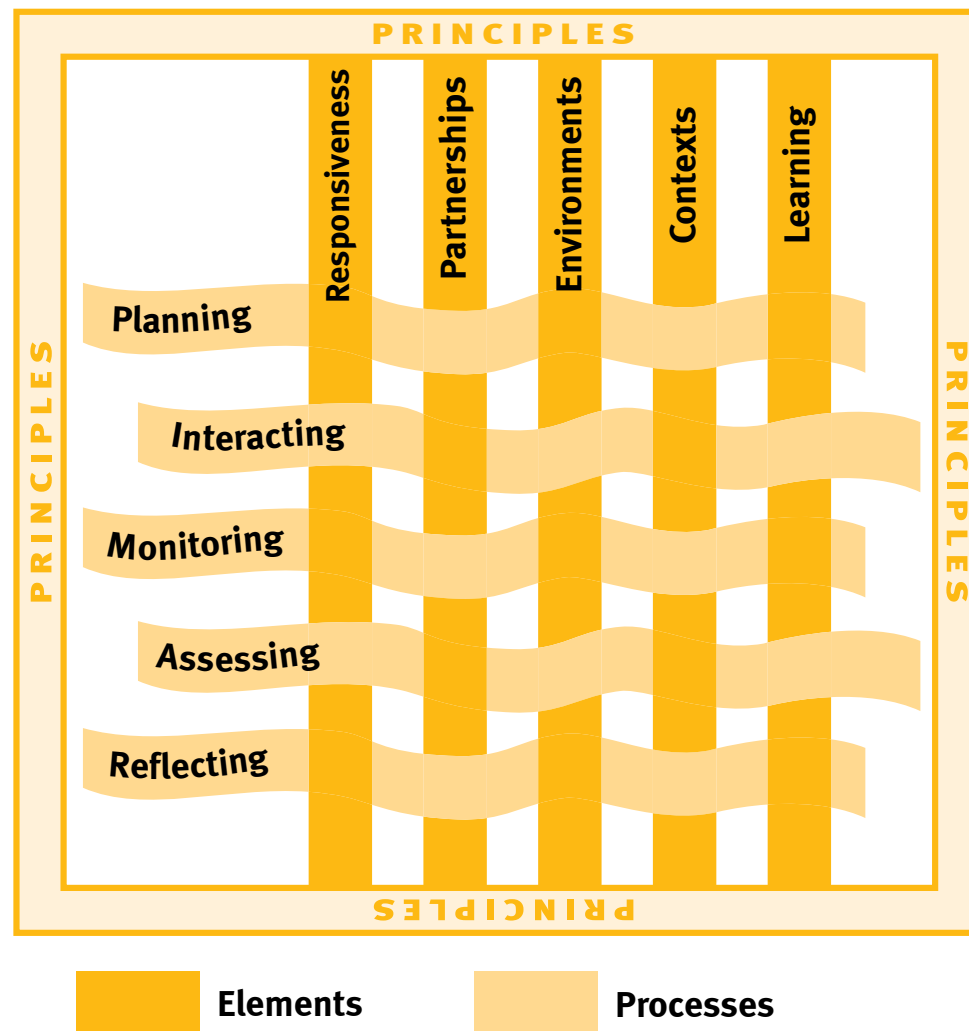 PRINCIPLES
Responsiveness
Partnerships
Environments
Contexts
Learning
PRINCIPLES
PRINCIPLES
Planning
Interacting
Monitoring
Assessing
Reflecting
PRINCIPLES
Elements
Processes